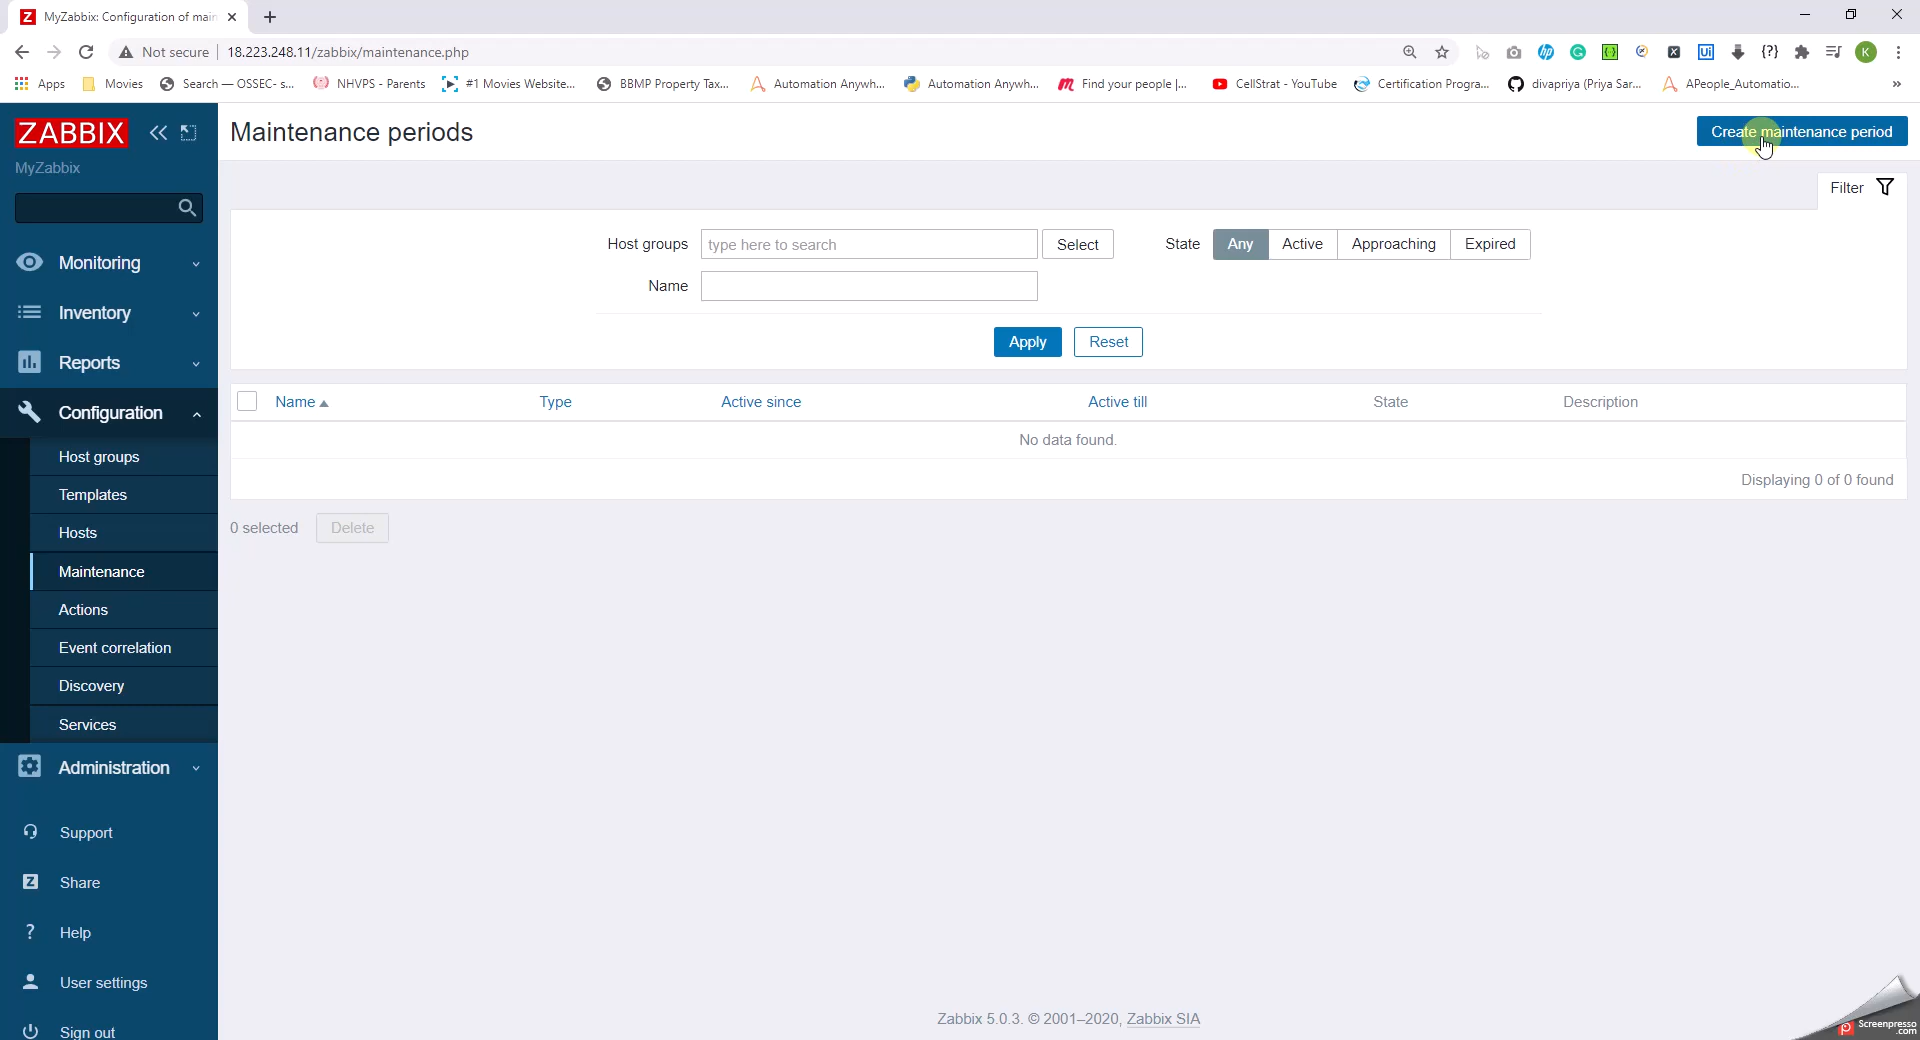 Z MyZabbix: Configuration of main
Not secure 18.223.248.11/zabbix/maintenance.php
Apps Movies Search — OSSEC- s... NHVPS - Parents #1 Movies Website... BBMP Property Tax... Automation Anywh... Automation Anywh... Find your people |... CellStrat - YouTube Certification Progra... divapriya (Priya Sar... APeople_Automatio... »
ZABBIX
MyZabbix
Maintenance periods
Create maintenance period
Filter
Host groups type here to search Select State Any Active Approaching Expired
Name
Apply Reset
Monitoring
Inventory
Reports
Configuration
Host groups
Templates
Hosts
Maintenance
Actions
Event correlation
Discovery
Services
Administration
Support
Z Share
? Help
User settings
Sign out
Name Type Active since Active till State Description
No data found.
Displaying 0 of 0 found
0 selected Delete
Zabbix 5.0.3. © 2001–2020, Zabbix SIA
Screenpresso
.com